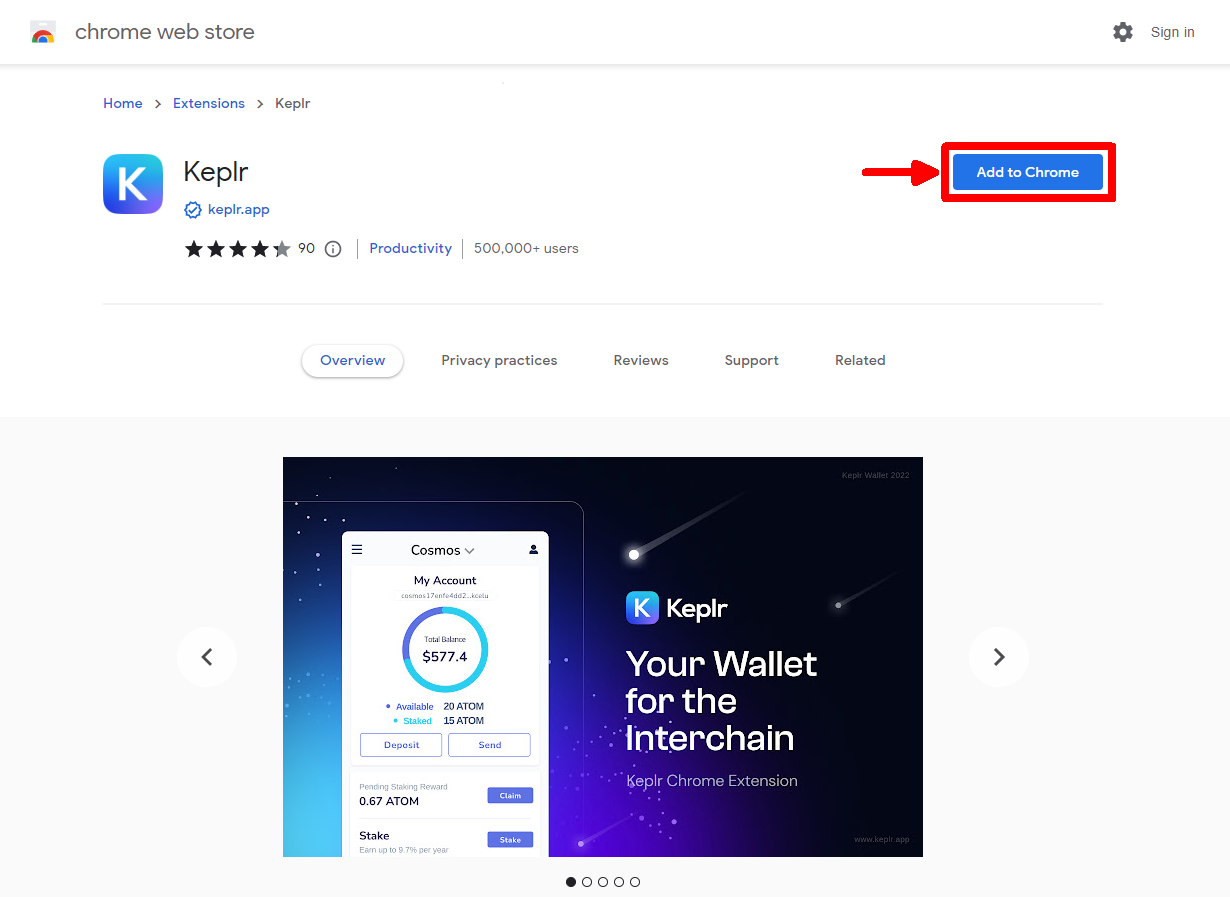 chrome web store
Sign in
Home > Extensions > Keplr
K
Keplr
Add to Chrome
keplr.app
90
Productivity
500,000+ users
Overview
Privacy practices
Reviews
Support
Related
Keplr Wallet 2022
Cosmos
My Account
cosmos17enfe4dd2...kcelu
Total Balance
$577.4
Available 20 ATOM
Staked 15 ATOM
Deposit
Send
Pending Staking Reward
0.67 ATOM
Claim
Stake
Earn up to 9.7% per year
Stake
K Keplr
Your Wallet
for the
Interchain
Keplr Chrome Extension
www.keplr.app